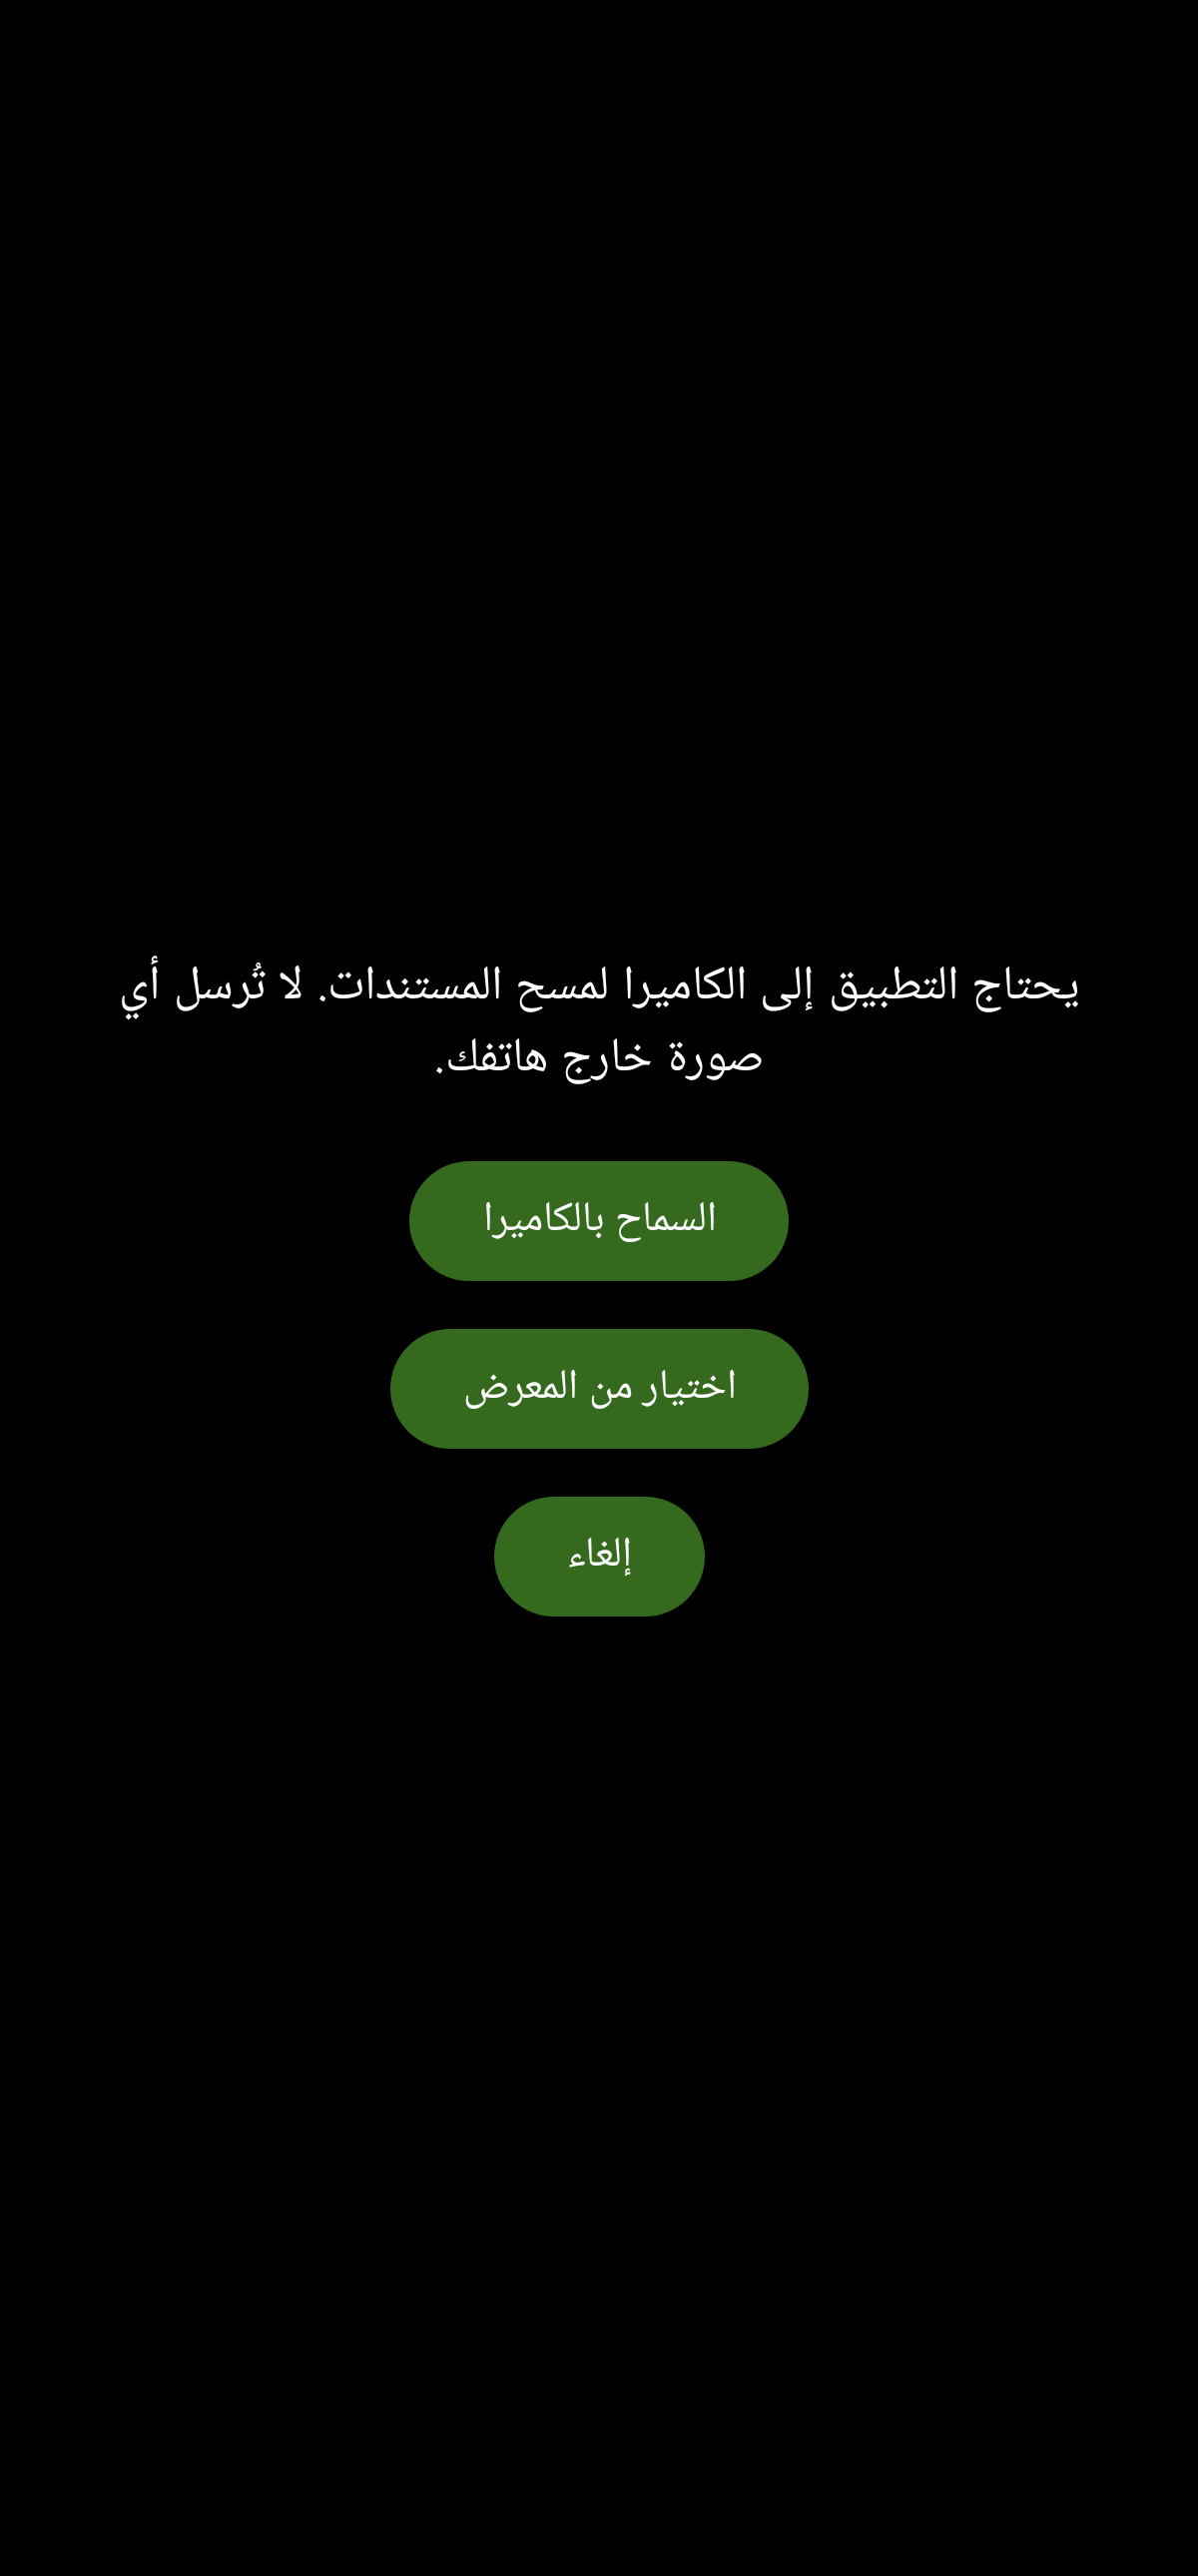 يحتاج التطبيق إلى الكاميرا لمسح المستندات. لا تُرسل أي
صورة خارج هاتفك.
السماح بالكاميرا
اختيار من المعرض
إلغاء